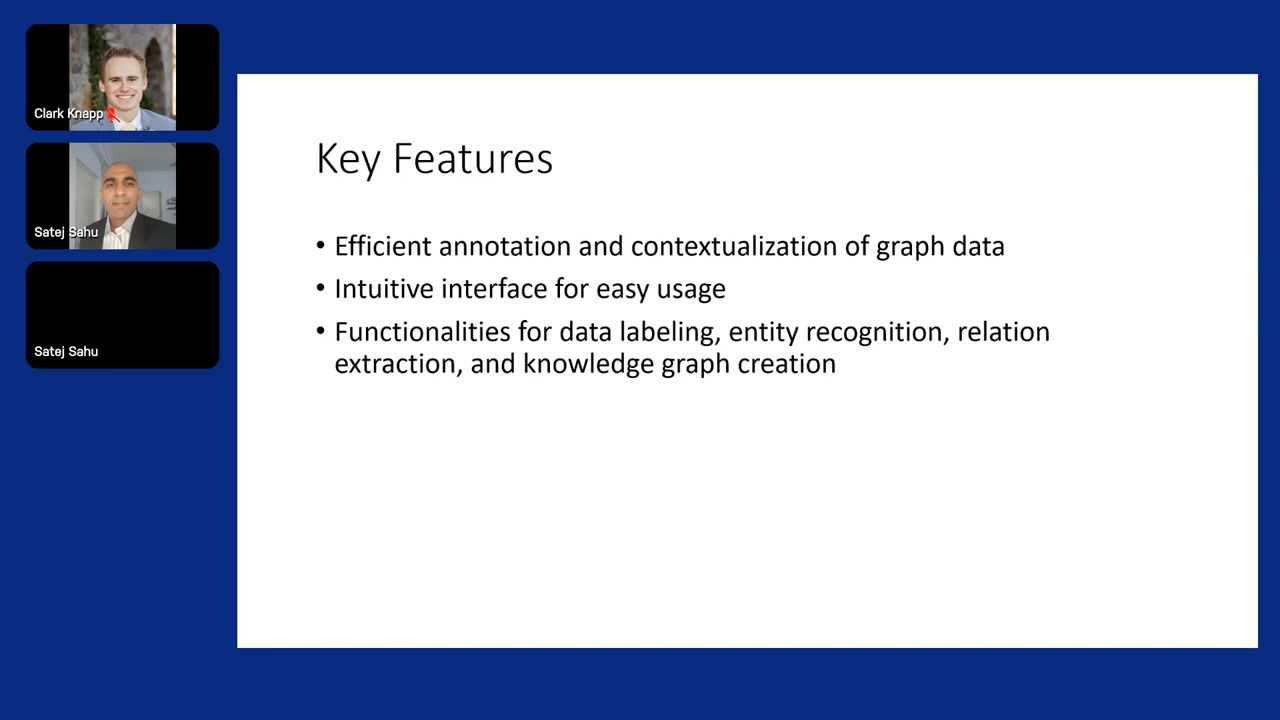 Clark Knapp
Satej Sahu
Satej Sahu
Key Features
• Efficient annotation and contextualization of graph data
• Intuitive interface for easy usage
• Functionalities for data labeling, entity recognition, relation
extraction, and knowledge graph creation